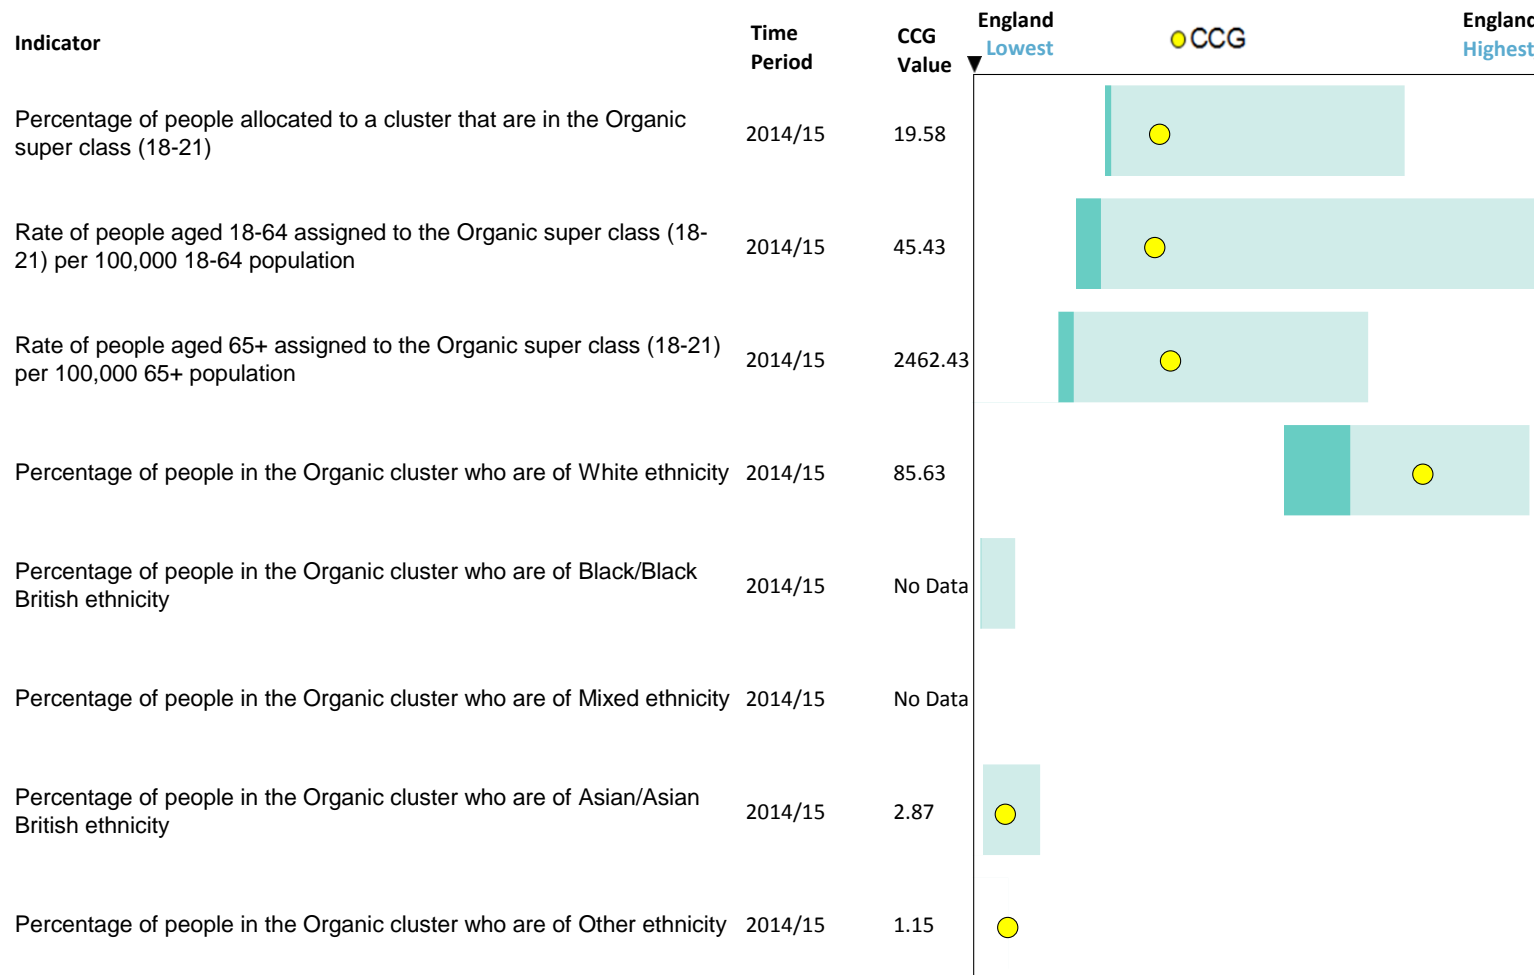 Indicator
Time
Period
CCG
Value
England
Lowest
CCG
England
Highest
Percentage of people allocated to a cluster that are in the Organic
super class (18-21)
2014/15
19.58
Rate of people aged 18-64 assigned to the Organic super class (18-
21) per 100,000 18-64 population
2014/15
45.43
Rate of people aged 65+ assigned to the Organic super class (18-21)
per 100,000 65+ population
2014/15
2462.43
Percentage of people in the Organic cluster who are of White ethnicity
2014/15
85.63
Percentage of people in the Organic cluster who are of Black/Black
British ethnicity
2014/15
No Data
Percentage of people in the Organic cluster who are of Mixed ethnicity
2014/15
No Data
Percentage of people in the Organic cluster who are of Asian/Asian
British ethnicity
2014/15
2.87
Percentage of people in the Organic cluster who are of Other ethnicity
2014/15
1.15